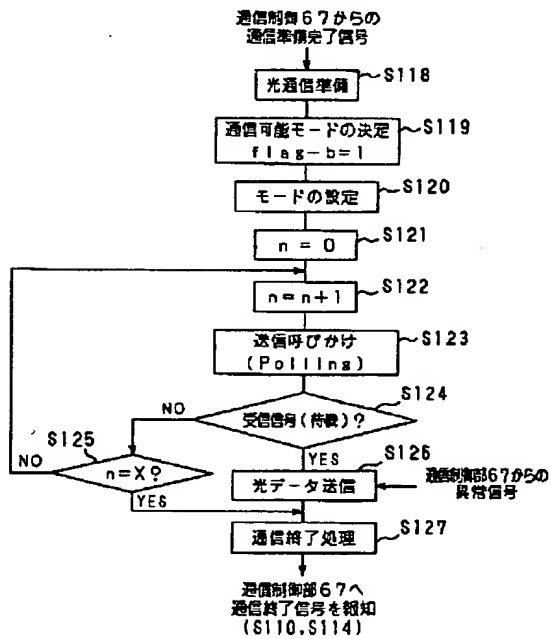 通信制御67からの
通信準備完了信号
光通信準備
S118
通信可能モードの決定
flag-b=1
S119
モードの設定
S120
n = 0
S121
n=n+1
S122
送信呼びかけ
(Polling)
S123
受信信号(待機)?
S124
NO
YES
S125
n=X?
NO
YES
光データ送信
S126
通信制御部67からの
異常信号
通信終了処理
S127
通信制御部67へ
通信終了信号を報知
(S110,S114)